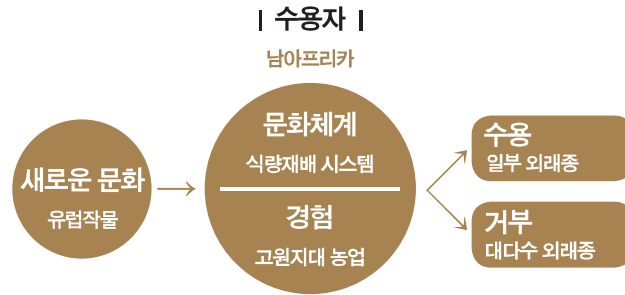 | 수용자 |
남아프리카
새로운 문화
유럽작물
문화체계
식량재배 시스템
경험
고원지대 농업
수용
일부 외래종
거부
대다수 외래종